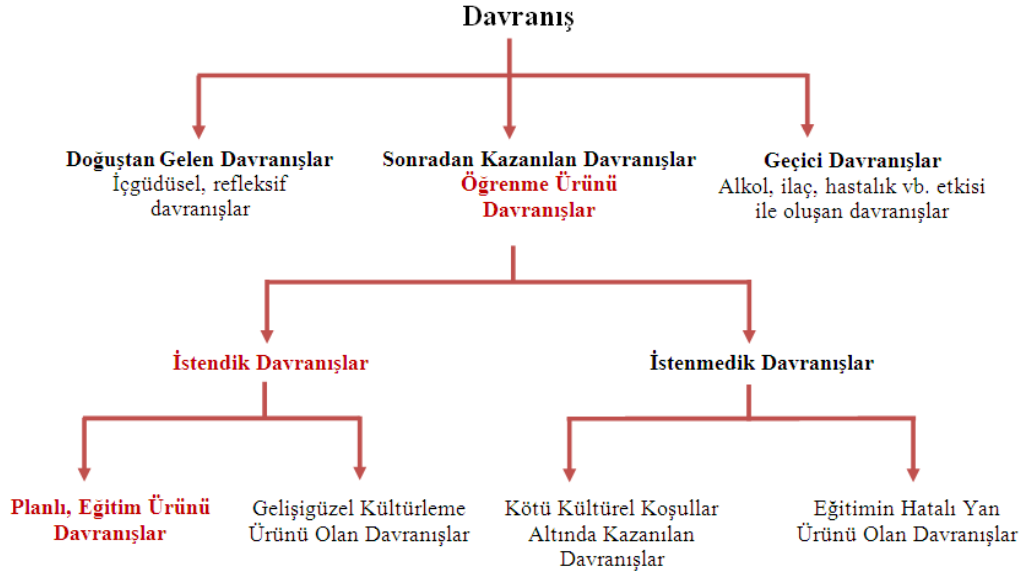 Davranış
Doğuştan Gelen Davranışlar
İçgüdüsel, refleksif
davranışlar
Sonradan Kazanılan Davranışlar
Öğrenme Ürünü
Davranışlar
Geçici Davranışlar
Alkol, ilaç, hastalık vb. etkisi
ile oluşan davranışlar
İstendik Davranışlar
İstenmedik Davranışlar
Planlı, Eğitim Ürünü
Davranışlar
Gelişigüzel Kültürleme
Ürünü Olan Davranışlar
Kötü Kültürel Koşullar
Altında Kazanılan
Davranışlar
Eğitimin Hatalı Yan
Ürünü Olan Davranışlar